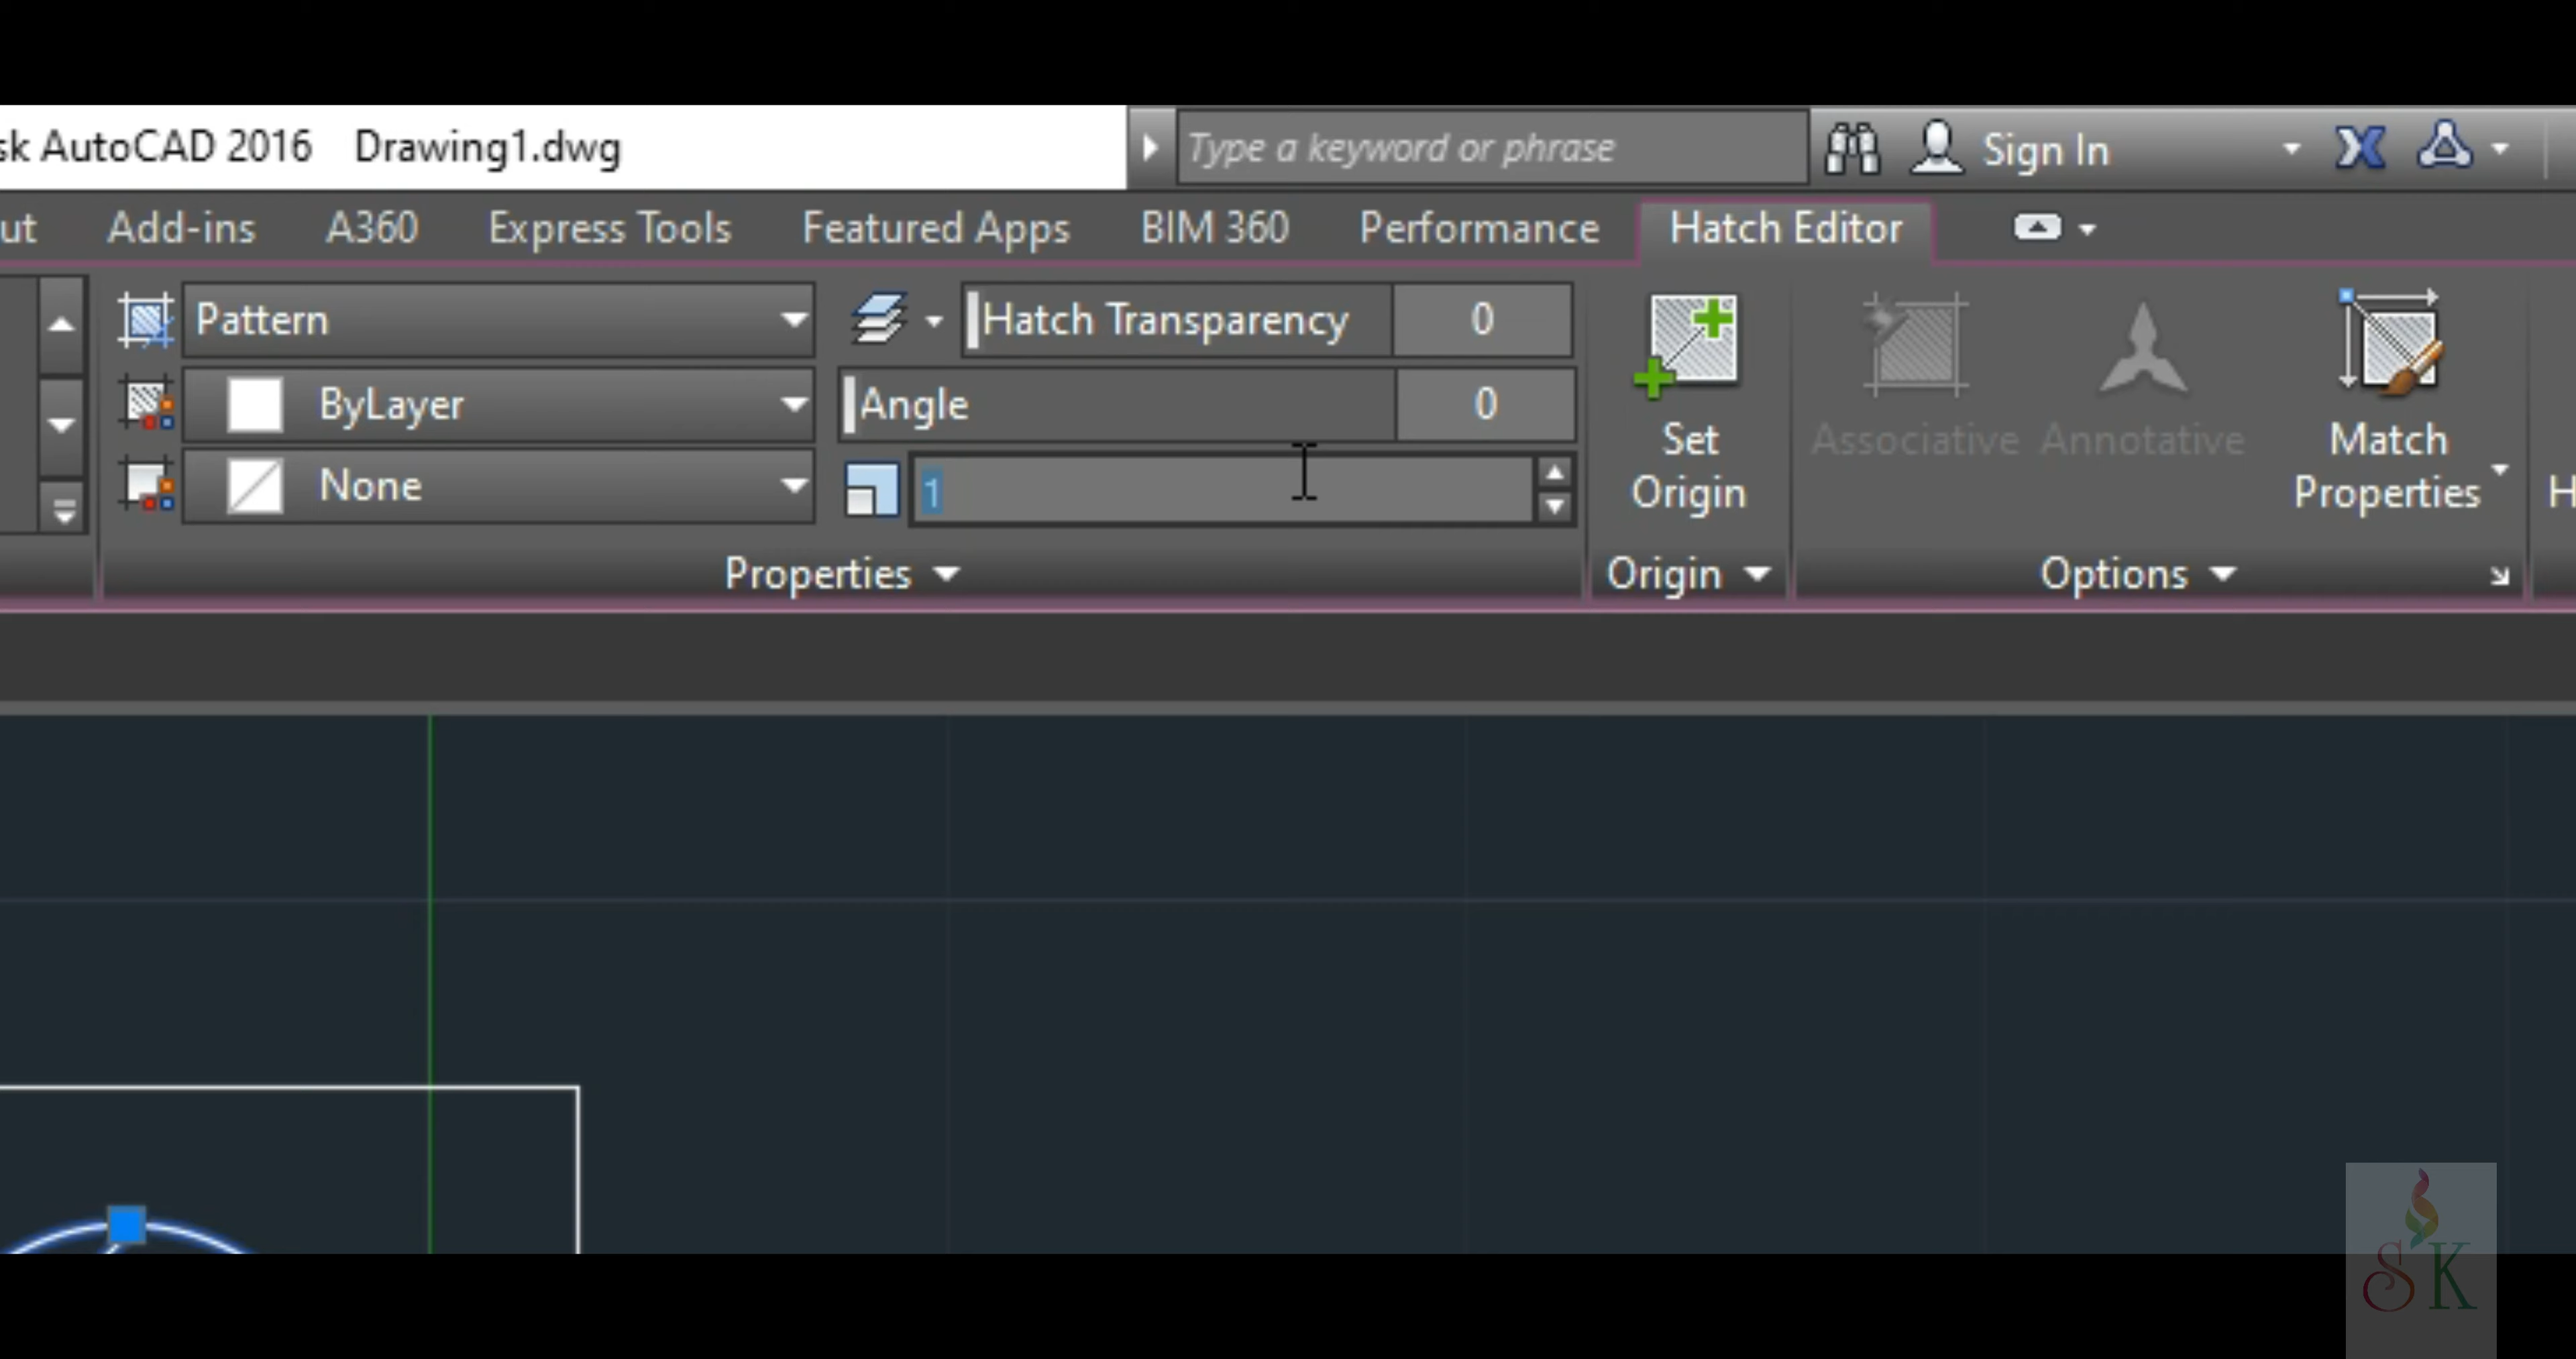 sk AutoCAD 2016 Drawing1.dwg
Type a keyword or phrase
Sign In
ut Add-ins A360 Express Tools Featured Apps BIM 360 Performance Hatch Editor
Pattern
Hatch Transparency 0
ByLayer
Angle 0
None
1
Set
Origin
Associative
Annotative
Match
Properties
H
Properties
Origin
Options
SK